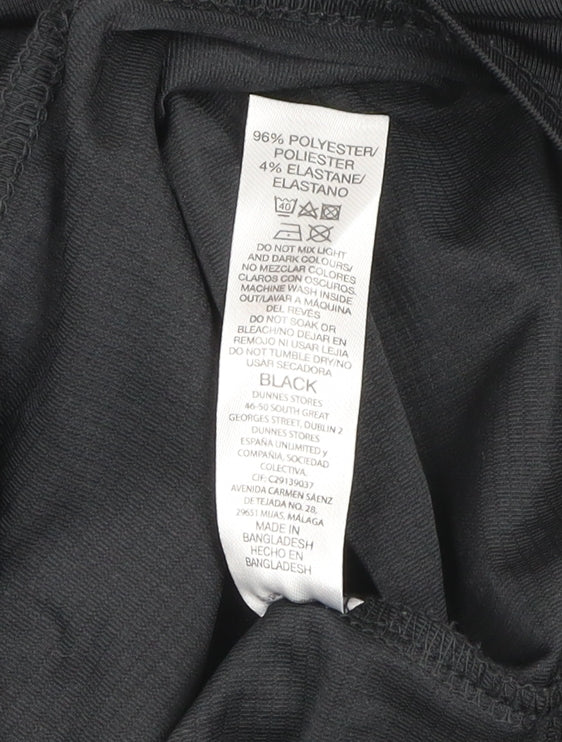 96% POLYESTER/
POLIESTER
4% ELASTANE/
ELASTANO
40
DO NOT MIX LIGHT
AND DARK COLOURS/
NO MEZCLAR COLORES
CLAROS CON OSCUROS.
MACHINE WASH INSIDE
OUT/LAVAR A MÁQUINA
DEL REVÉS
DO NOT SOAK OR
BLEACH/NO DEJAR EN
REMOJO NI USAR LEJIA
DO NOT TUMBLE DRY/NO
USAR SECADORA
BLACK
DUNNES STORES
46-50 SOUTH GREAT
GEORGES STREET, DUBLIN 2
DUNNES STORES
ESPAÑA UNLIMITED y
COMPAÑIA, SOCIEDAD
COLECTIVA.
CIF: C29139037
AVENIDA CARMEN SÁENZ
DE TEJADA NO. 28,
29651 MIJAS, MÁLAGA
MADE IN
BANGLADESH
HECHO EN
BANGLADESH